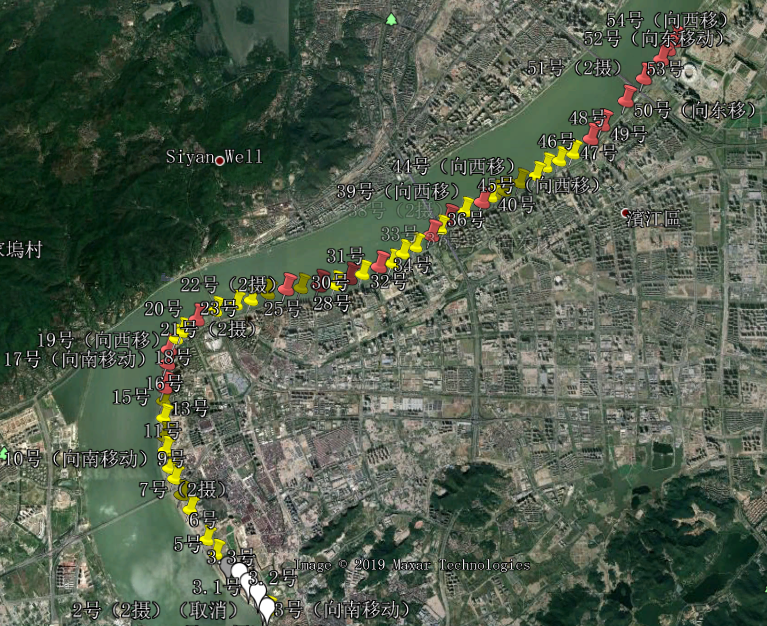 54号（向西移）
52号（向东移动）
51号（2摄）
53号
50号（向东移）
48号
49号
46号
47号
Siyan Well
44号（向西移）
45号（向西移）
39号（向西移）
40号
38号（2摄
36号
濱江區
33号
塢村
31号
34号
30号
32号
22号（2摄）
28号
20号
23号
25号
21号（2摄）
19号（向西移）
17号（向南移动）
18号
16号
15号
13号
11号
10号（向南移动）
9号
7号（2摄）
6号
5号
3.3号
Image © 2019 Maxar Technologies
3.2号
3.1号
2号（2摄）（取消）
3号（向南移动）